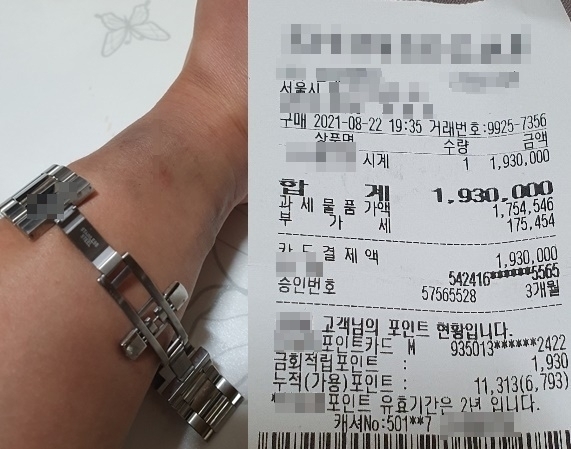 서울시
구매 2021-08-22 19:35 거래번호:9925-7356
상품명 수량 금액
시계 1 1,930,000
합 계 1,930,000
과세물품가액 1,754,546
부 가 세 175,454
카드결제액 1,930,000
542416******5565
승인번호 57565528 3개월
고객님의 포인트 현황입니다.
포인트카드 M 935013******2422
금회적립포인트 : 1,930
누적(가용)포인트 : 11,313(6,793)
포인트 유효기간은 2년 입니다.
캐셔No:501**7